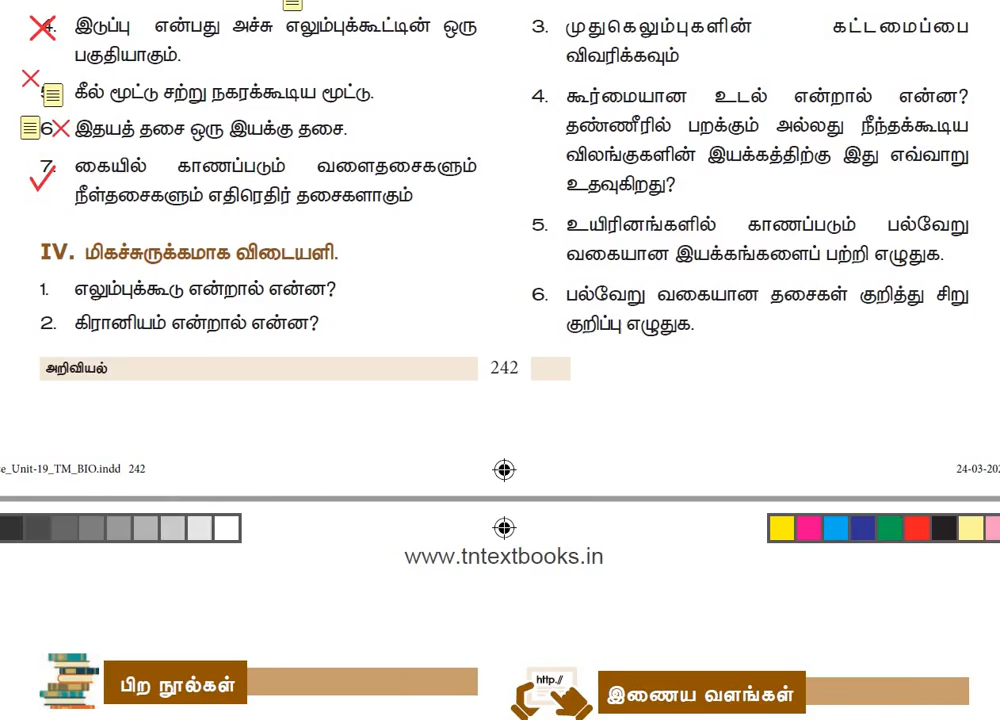 4. இடுப்பு என்பது அச்சு எலும்புக்கூட்டின் ஒரு
பகுதியாகும்.
5. கீல் மூட்டு சற்று நகரக்கூடிய மூட்டு.
6. இதயத் தசை ஒரு இயக்கு தசை.
7. கையில் காணப்படும் வளைதசைகளும்
நீள்தசைகளும் எதிரெதிர் தசைகளாகும்
IV. மிகச்சுருக்கமாக விடையளி.
1. எலும்புக்கூடு என்றால் என்ன?
2. கிரானியம் என்றால் என்ன?
3. முதுகெலும்புகளின் கட்டமைப்பை
விவரிக்கவும்
4. கூர்மையான உடல் என்றால் என்ன?
தண்ணீரில் பறக்கும் அல்லது நீந்தக்கூடிய
விலங்குகளின் இயக்கத்திற்கு இது எவ்வாறு
உதவுகிறது?
5. உயிரினங்களில் காணப்படும் பல்வேறு
வகையான இயக்கங்களைப் பற்றி எழுதுக.
6. பல்வேறு வகையான தசைகள் குறித்து சிறு
குறிப்பு எழுதுக.
அறிவியல் 242
e_Unit-19_TM_BIO.indd 242
24-03-202
www.tntextbooks.in
பிற நூல்கள்
http://
இணைய வளங்கள்